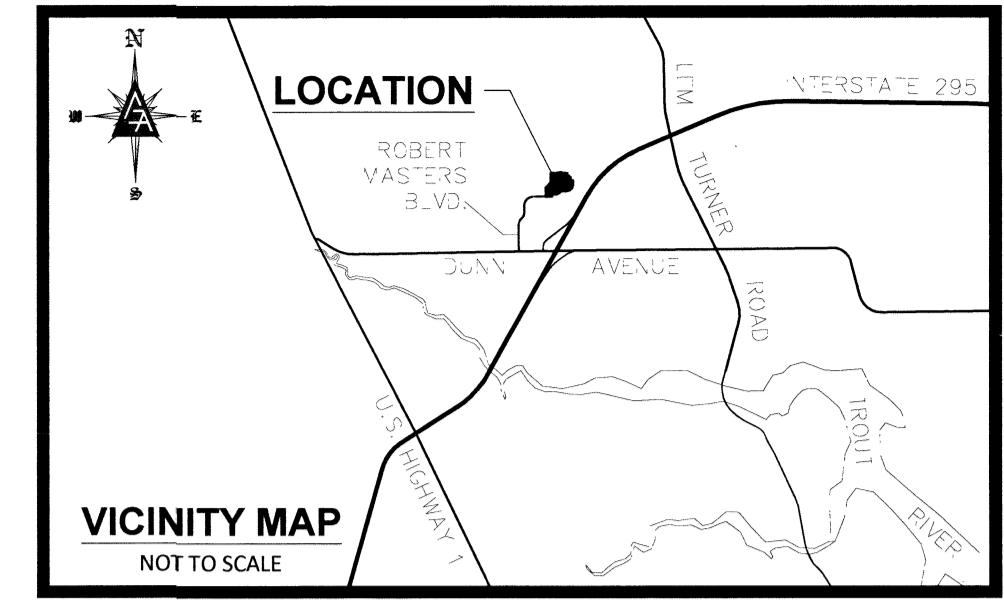 N
W
E
S
LOCATION
INTERSTATE 295
LEM
TURNER
ROAD
ROBERT
MASTERS
BLVD.
DUNN AVENUE
U.S. HIGHWAY 1
TROUT
RIVER
VICINITY MAP
NOT TO SCALE